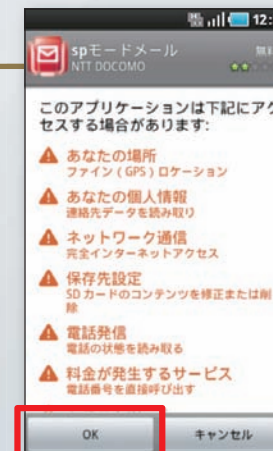 12:
spモードメール
NTT DOCOMO
このアプリケーションは下記にアク
セスする場合があります:
あなたの場所
ファイン(GPS)ロケーション
あなたの個人情報
連絡先データを読み取り
ネットワーク通信
完全インターネットアクセス
保存先設定
SDカードのコンテンツを修正または削
除
電話発信
電話の状態を読み取る
料金が発生するサービス
電話番号を直接呼び出す
OK
キャンセル